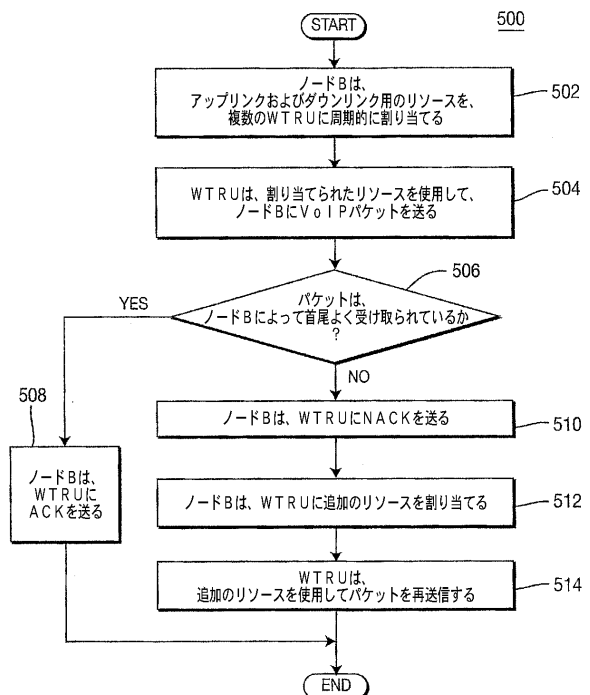 500
START
ノードBは、
アップリンクおよびダウンリンク用のリソースを、
複数のWTRUに周期的に割り当てる
502
WTRUは、割り当てられたリソースを使用して、
ノードBにVoIPパケットを送る
504
506
パケットは、
ノードBによって首尾よく受け取られているか
?
YES
NO
508
ノードBは、
WTRUに
ACKを送る
ノードBは、WTRUにNACKを送る
510
ノードBは、WTRUに追加のリソースを割り当てる
512
WTRUは、
追加のリソースを使用してパケットを再送信する
514
END